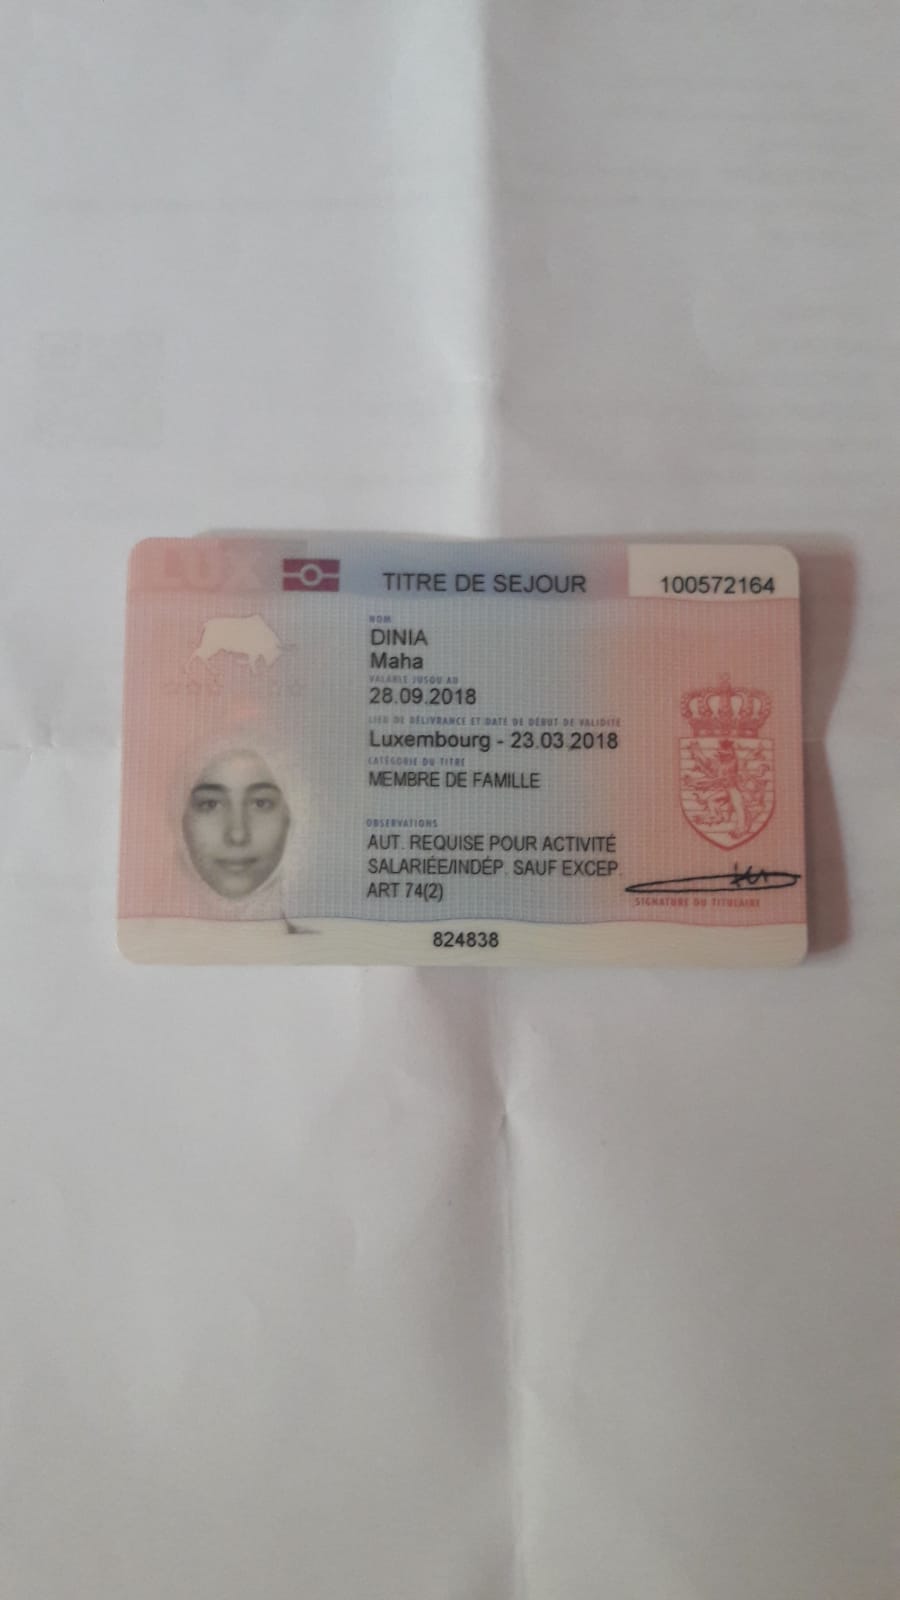 LUX
TITRE DE SEJOUR
100572164
NOM
DINIA
Maha
VALABLE JUSQU'AU
28.09.2018
LIEU DE DÉLIVRANCE ET DATE DE DÉBUT DE VALIDITÉ
Luxembourg - 23.03.2018
CATÉGORIE DU TITRE
MEMBRE DE FAMILLE
OBSERVATIONS
AUT. REQUISE POUR ACTIVITÉ
SALARIÉE/INDÉP. SAUF EXCEP.
ART 74(2)
SIGNATURE DU TITULAIRE
824838